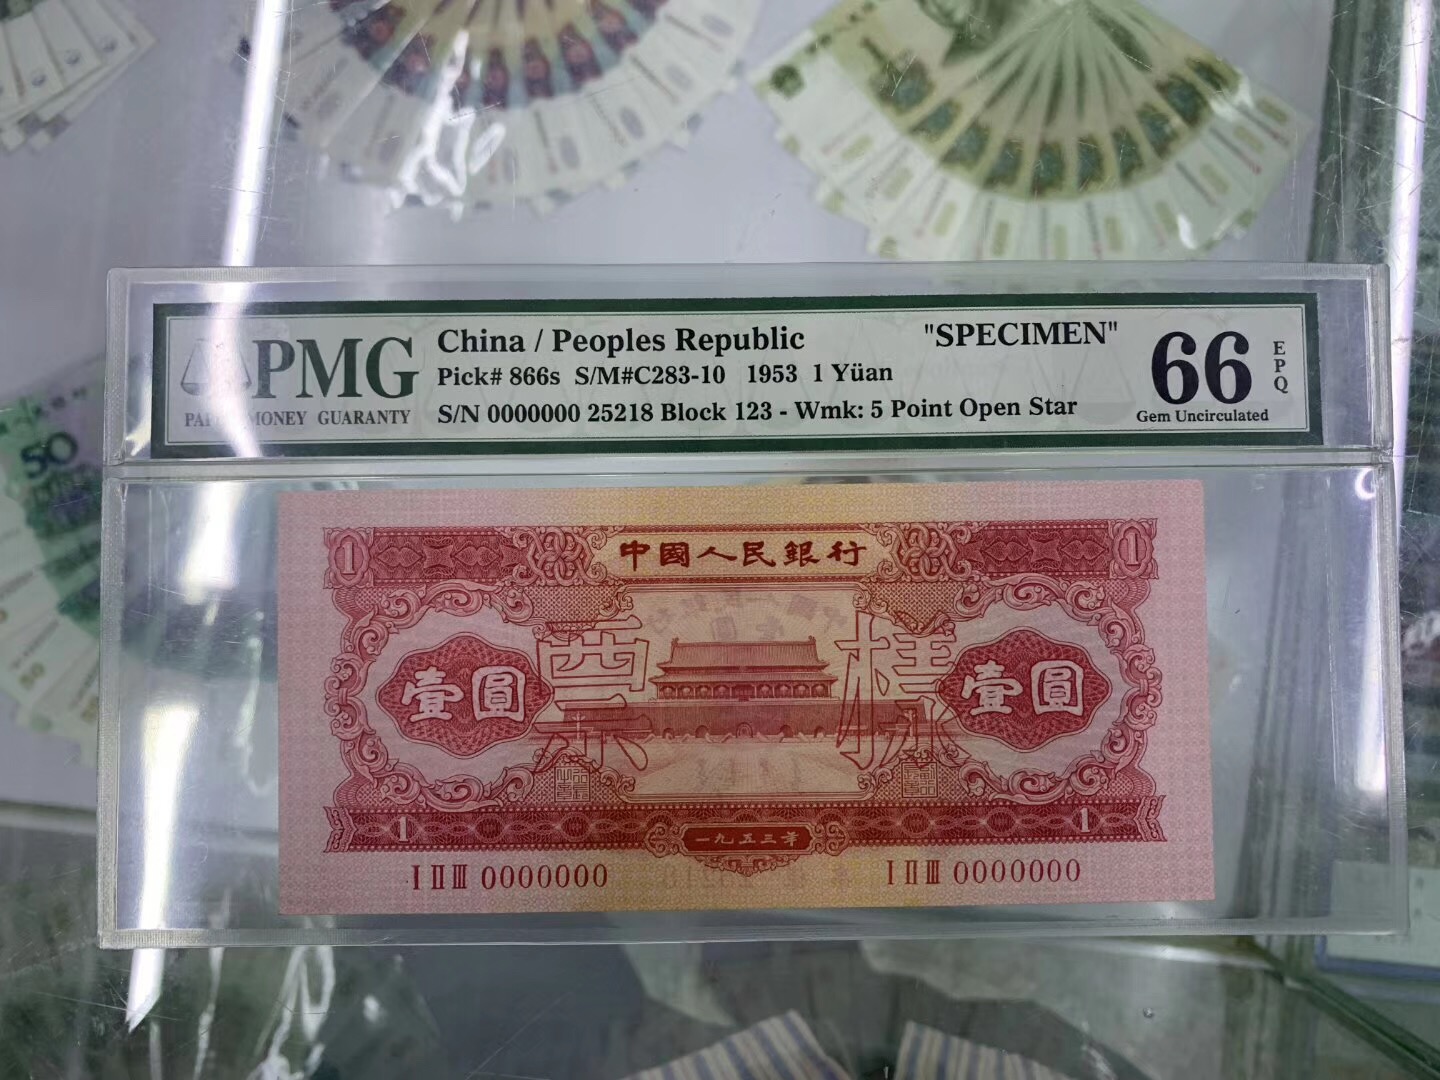 PMG
PAPER MONEY GUARANTY
China / Peoples Republic "SPECIMEN"
Pick# 866s S/M#C283-10 1953 1 Yüan
S/N 0000000 25218 Block 123 - Wmk: 5 Point Open Star
66 EPQ
Gem Uncirculated
50
1 中國人民銀行 1
壹圓 票 樣 壹圓
1 一九五三年 1
I II III 0000000 I II III 0000000